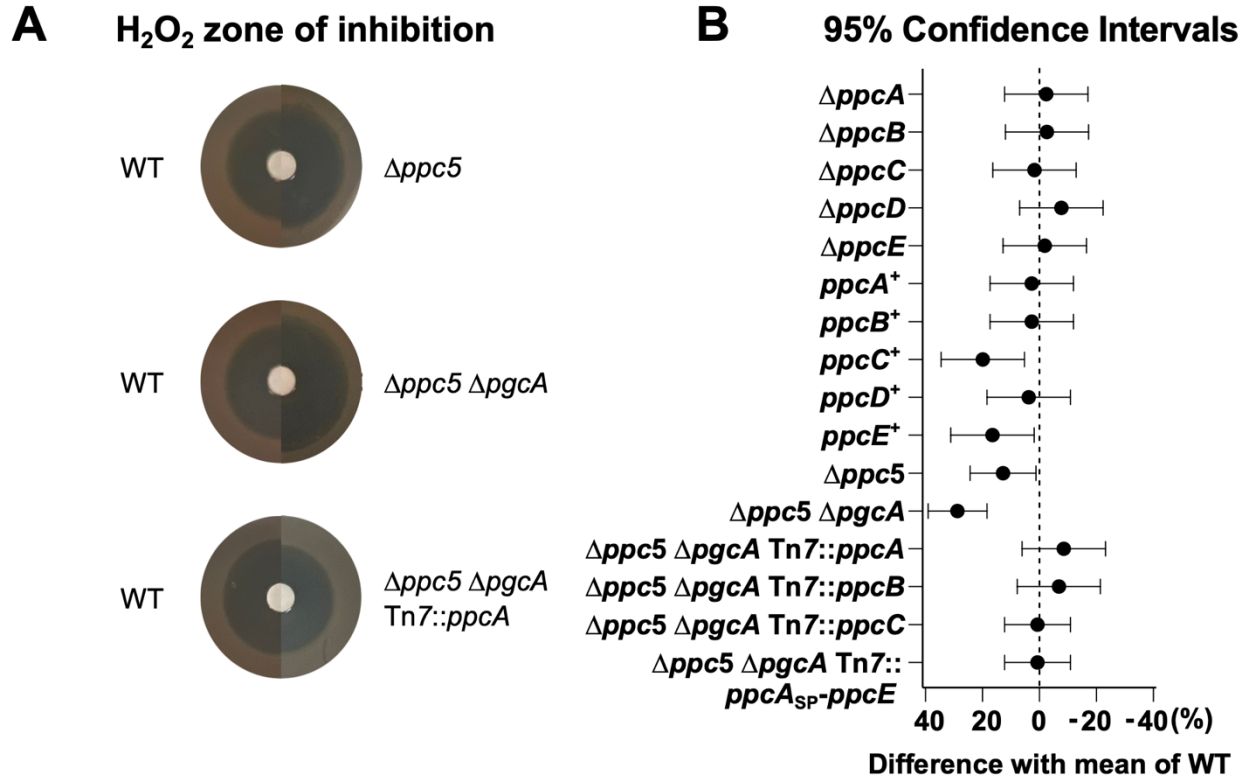 A
H₂O₂ zone of inhibition
WT
Δppc5
WT
Δppc5 ΔpgcA
WT
Δppc5 ΔpgcA
Tn7::ppcA
B
95% Confidence Intervals
ΔppcA
ΔppcB
ΔppcC
ΔppcD
ΔppcE
ppcA⁺
ppcB⁺
ppcC⁺
ppcD⁺
ppcE⁺
Δppc5
Δppc5 ΔpgcA
Δppc5 ΔpgcA Tn7::ppcA
Δppc5 ΔpgcA Tn7::ppcB
Δppc5 ΔpgcA Tn7::ppcC
Δppc5 ΔpgcA Tn7::
ppcA_SP-ppcE
40 20 0 -20 -40(%)
Difference with mean of WT